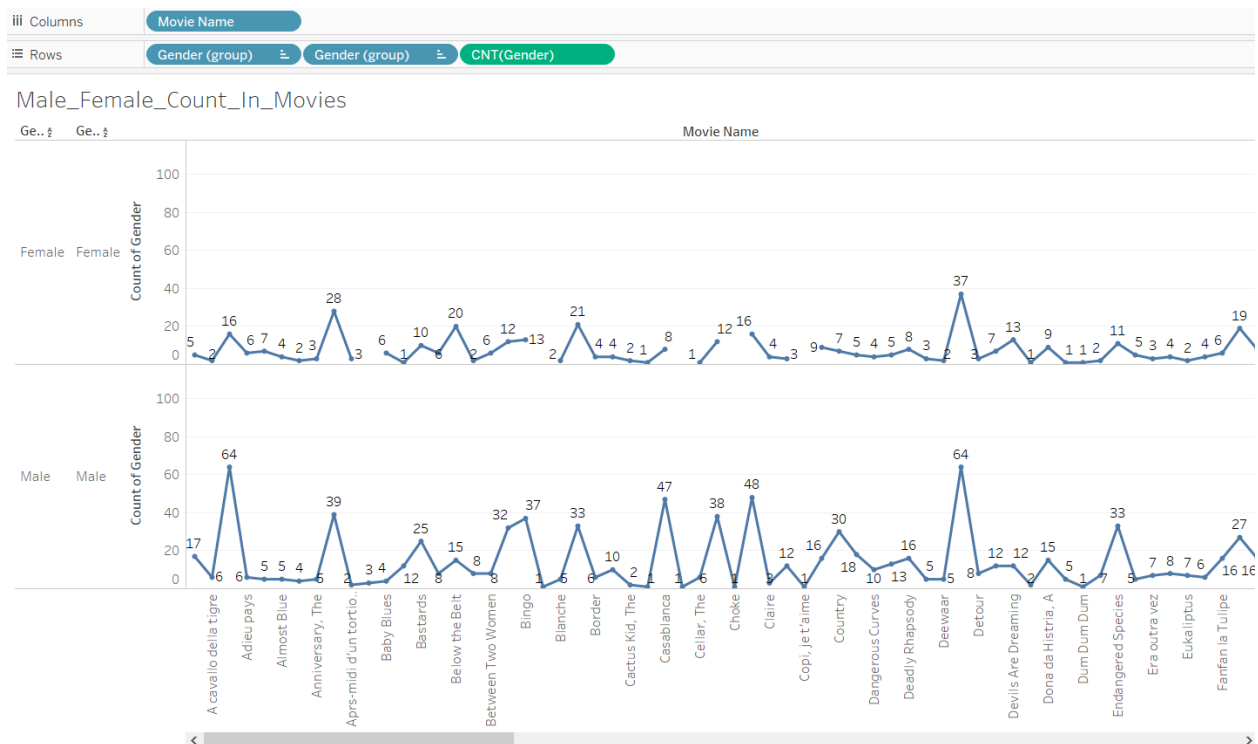 Columns Movie Name
Rows Gender (group) Gender (group) CNT(Gender)
Male_Female_Count_In_Movies
Ge.. Ge.. Movie Name
Female Female
Count of Gender
100
80
60
40
20
0
5 2 16 6 7 4 2 3 28 3 6 1 10 6 20 2 6 12 13 2 21 4 4 2 1 8 1 12 16 4 3 9 7 5 4 5 8 3 2 37 3 7 13 1 9 1 1 2 11 5 3 4 2 4 6 19
Male Male
Count of Gender
100
80
60
40
20
0
17 6 64 6 5 5 4 5 39 2 3 4 12 25 8 15 8 8 32 37 1 5 33 6 10 2 1 47 1 6 38 1 48 3 12 1 16 30 18 10 13 16 5 5 64 8 12 12 2 15 5 1 7 33 5 7 8 7 6 16 27 16
A cavallo della tigre
Adieu pays
Almost Blue
Anniversary, The
Aprs-midi d'un tortio..
Baby Blues
Bastards
Below the Belt
Between Two Women
Bingo
Blanche
Border
Cactus Kid, The
Casablanca
Cellar, The
Choke
Claire
Copi, je t'aime
Country
Dangerous Curves
Deadly Rhapsody
Deewaar
Detour
Devils Are Dreaming
Dona da Histria, A
Dum Dum Dum
Endangered Species
Era outra vez
Eukaliptus
Fanfan la Tulipe